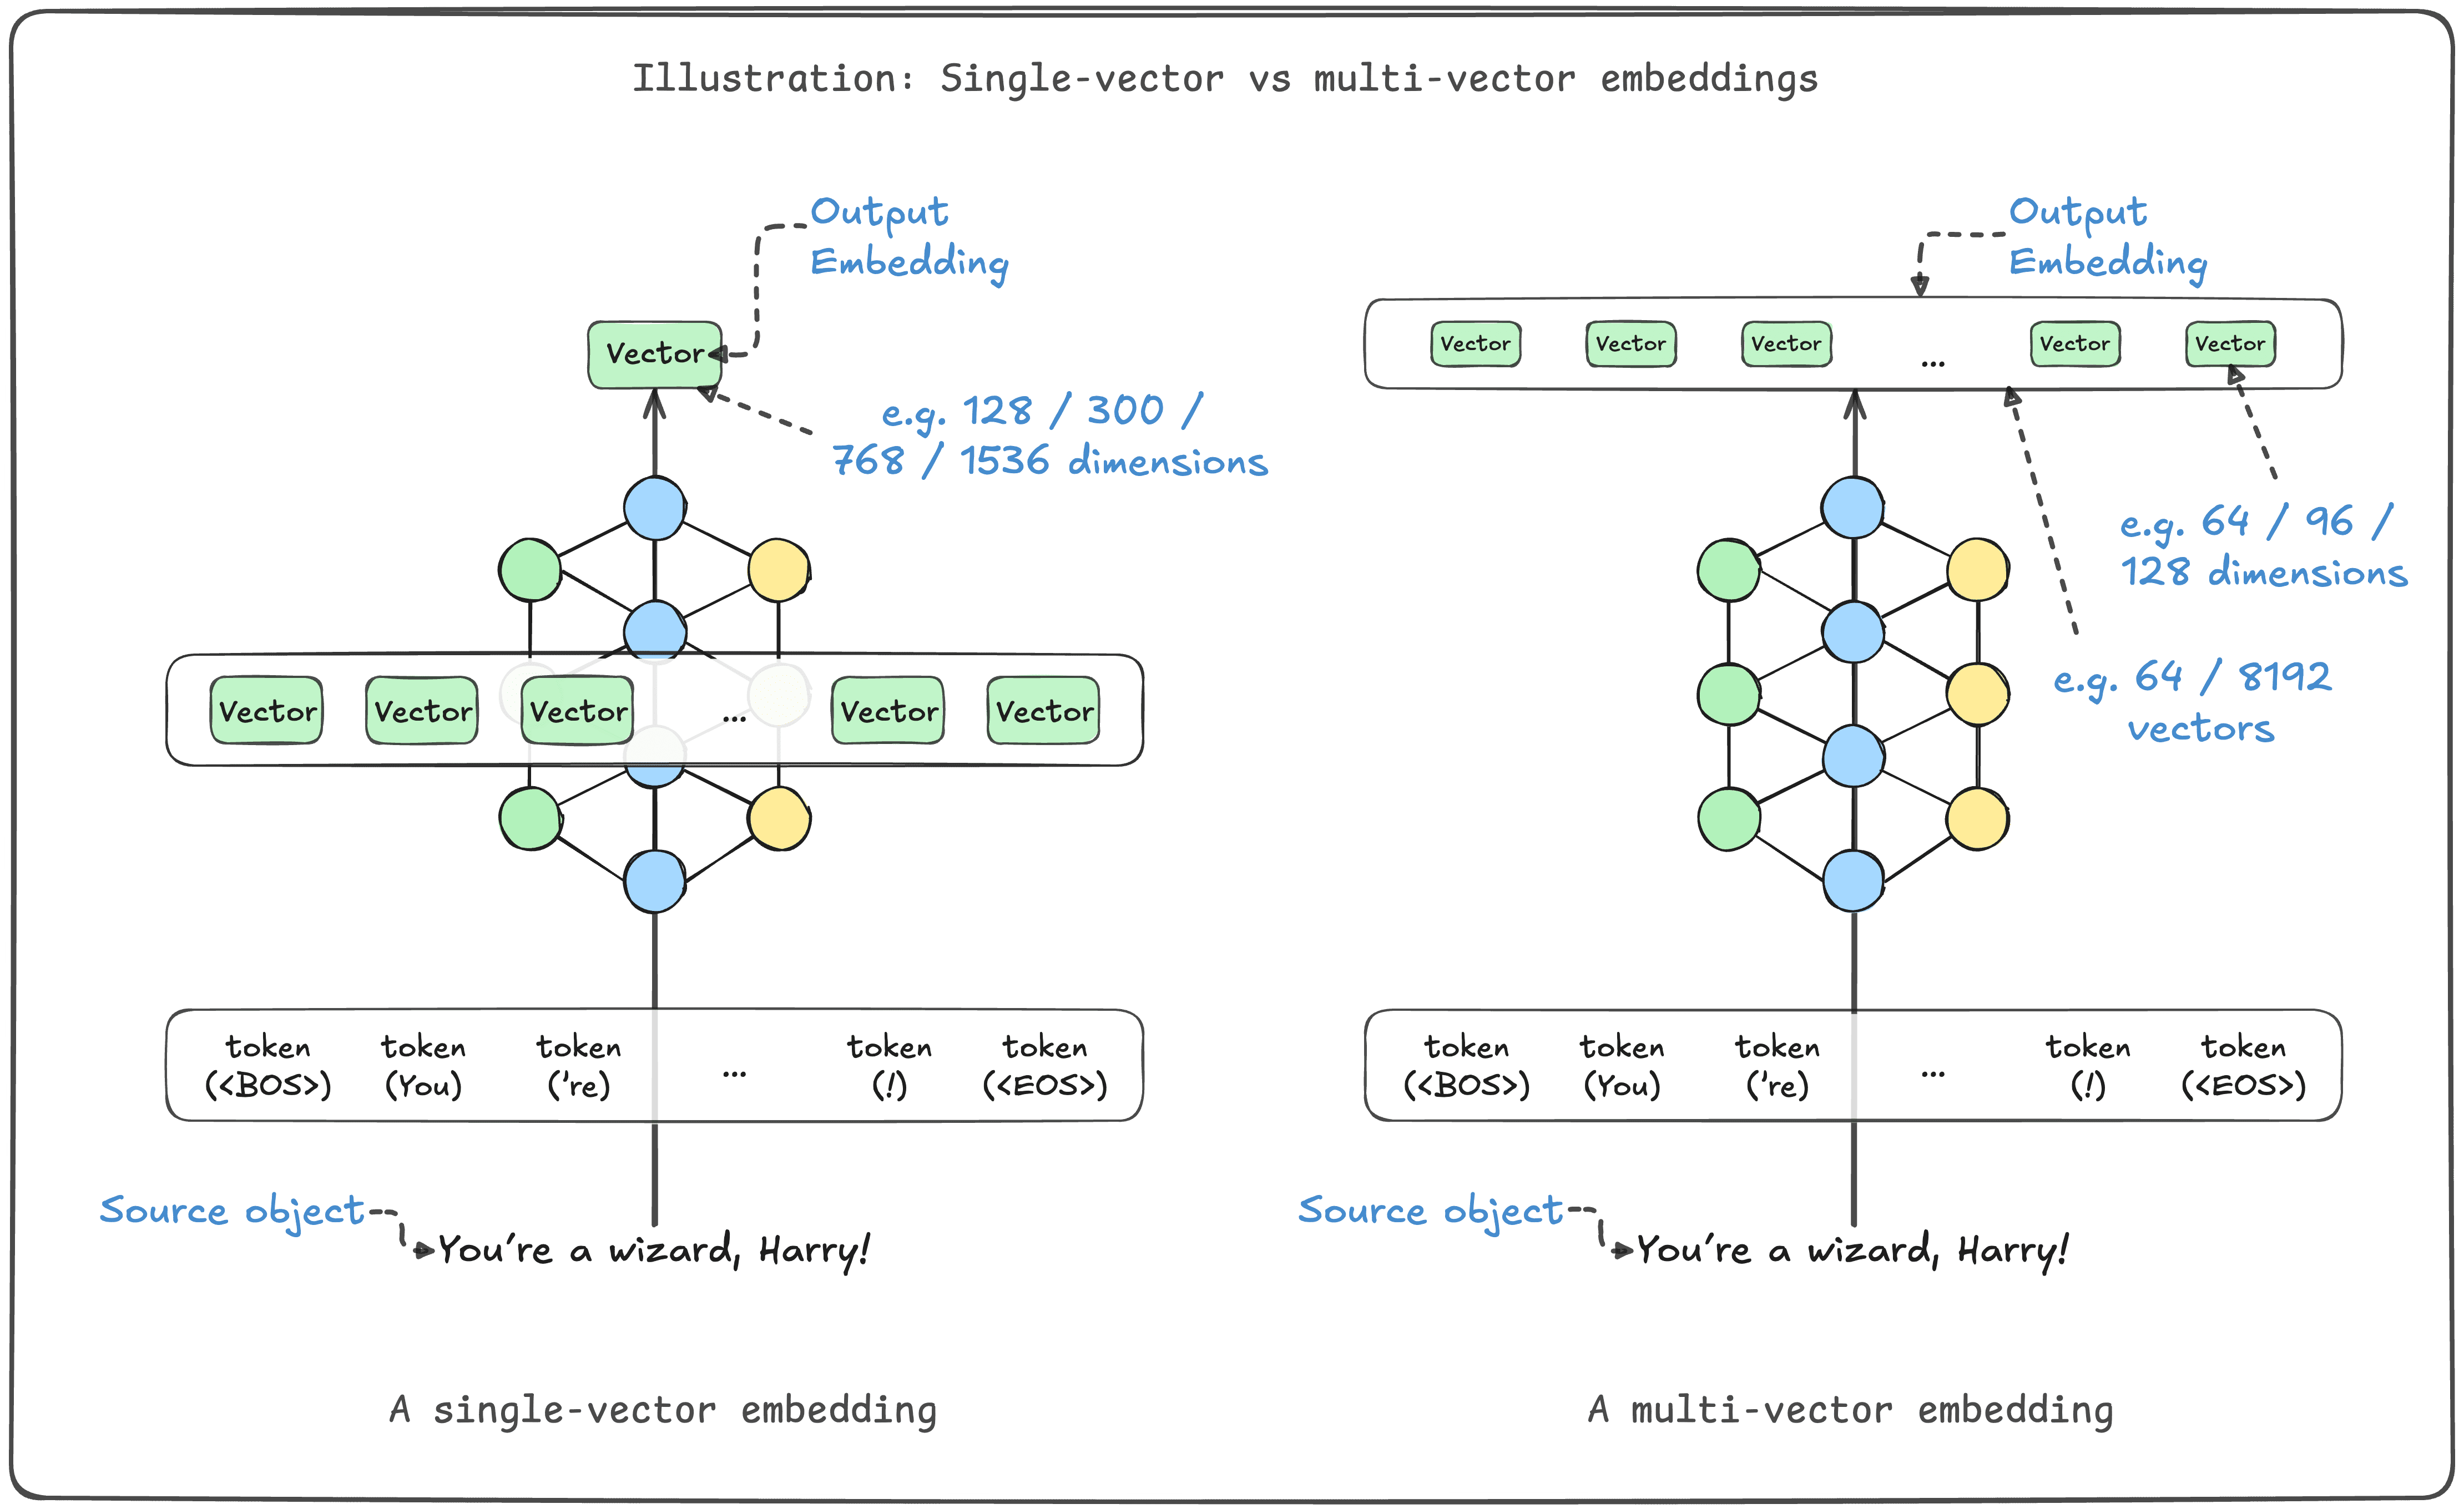 Illustration: Single-vector vs multi-vector embeddings
Output
Embedding
Vector
e.g. 128 / 300 /
768 / 1536 dimensions
Vector Vector Vector ... Vector Vector
token token token ... token token
(<BOS>) (You) ('re) (!) (<EOS>)
Source object
You're a wizard, Harry!
A single-vector embedding
Output
Embedding
Vector Vector Vector ... Vector Vector
e.g. 64 / 96 /
128 dimensions
e.g. 64 / 8192
vectors
token token token ... token token
(<BOS>) (You) ('re) (!) (<EOS>)
Source object
You're a wizard, Harry!
A multi-vector embedding